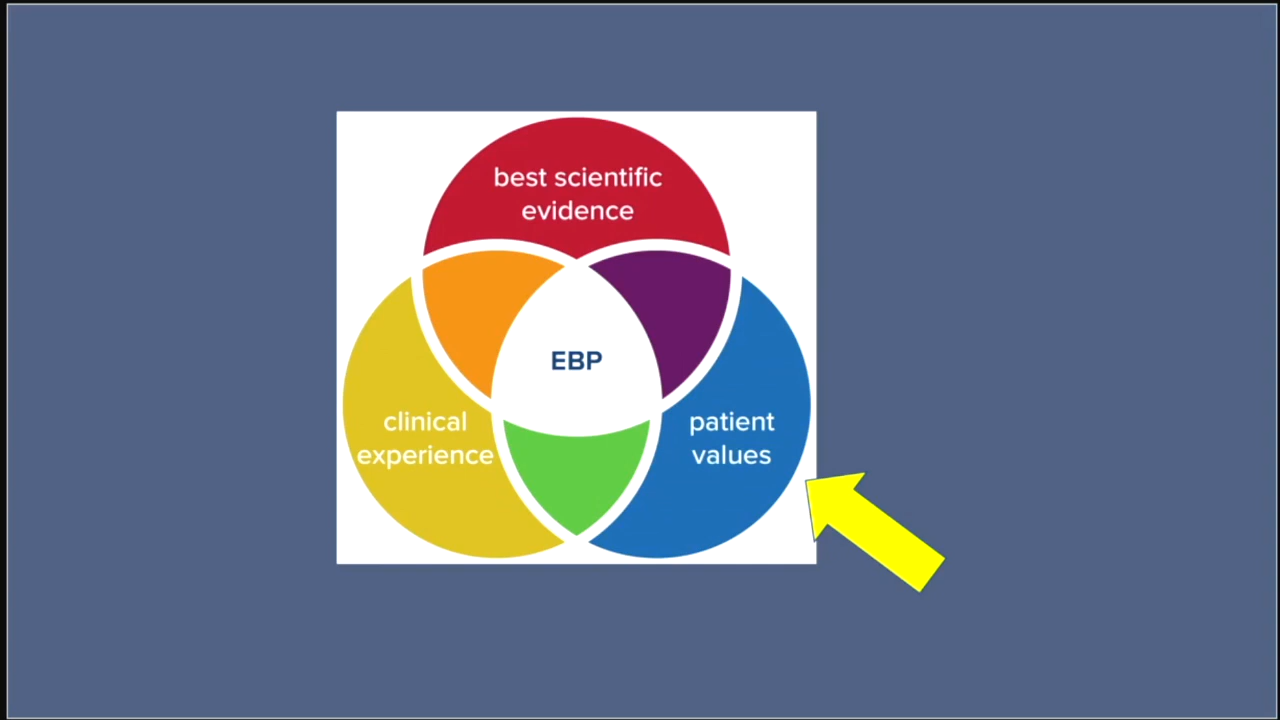 best scientific
evidence
EBP
clinical
experience
patient
values